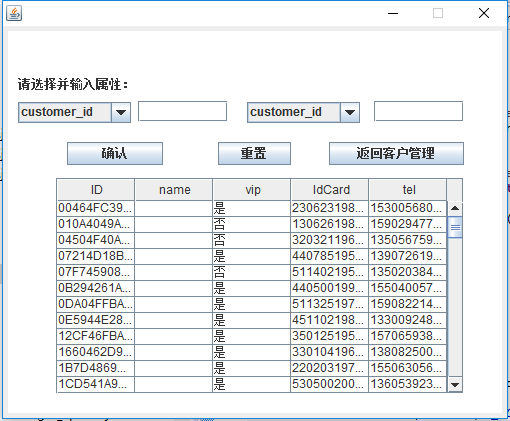 请选择并输入属性：
customer_id customer_id
确认 重置 返回客户管理
ID name vip IdCard tel
00464FC39... 是 230623198... 153005680...
010A4049A... 否 130626198... 159029477...
04504F40A... 否 320321196... 135056759...
07214D18B... 是 440785195... 139072619...
07F745908... 否 511402195... 135020384...
0B294261A... 是 440500199... 155040057...
0DA04FFBA... 是 511325197... 159082214...
0E5944E28... 是 451102198... 133009248...
12CF46FBA... 是 350125195... 157065938...
1660462D9... 是 330104196... 138082500...
1B7D4869... 是 220203197... 155063056...
1CD541A9... 是 530500200... 136053923...